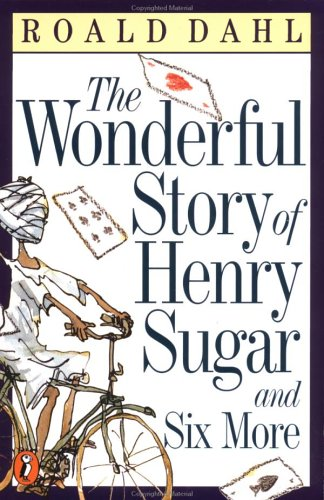 ROALD DAHL
The
Wonderful
Story of
Henry
Sugar
and
Six More